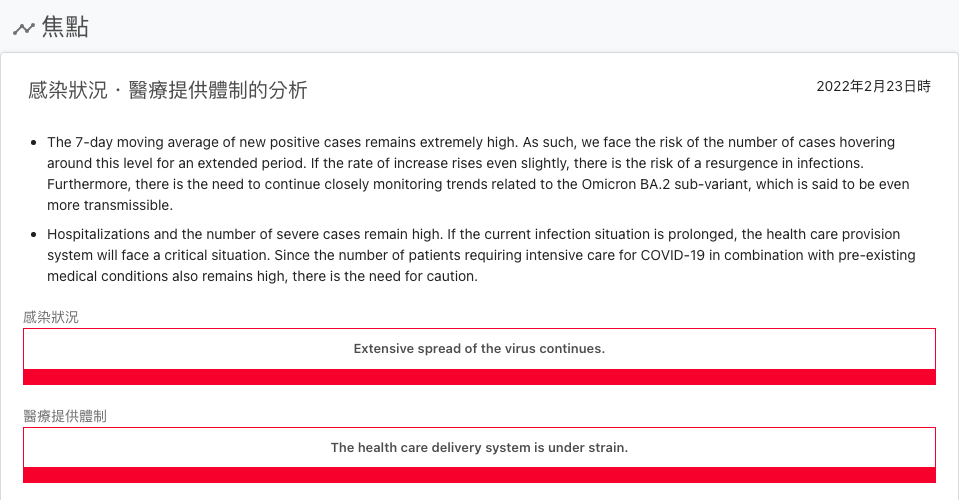 焦點
感染狀況・醫療提供體制的分析
2022年2月23日時
• The 7-day moving average of new positive cases remains extremely high. As such, we face the risk of the number of cases hovering
around this level for an extended period. If the rate of increase rises even slightly, there is the risk of a resurgence in infections.
Furthermore, there is the need to continue closely monitoring trends related to the Omicron BA.2 sub-variant, which is said to be even
more transmissible.
• Hospitalizations and the number of severe cases remain high. If the current infection situation is prolonged, the health care provision
system will face a critical situation. Since the number of patients requiring intensive care for COVID-19 in combination with pre-existing
medical conditions also remains high, there is the need for caution.
感染狀況
Extensive spread of the virus continues.
醫療提供體制
The health care delivery system is under strain.